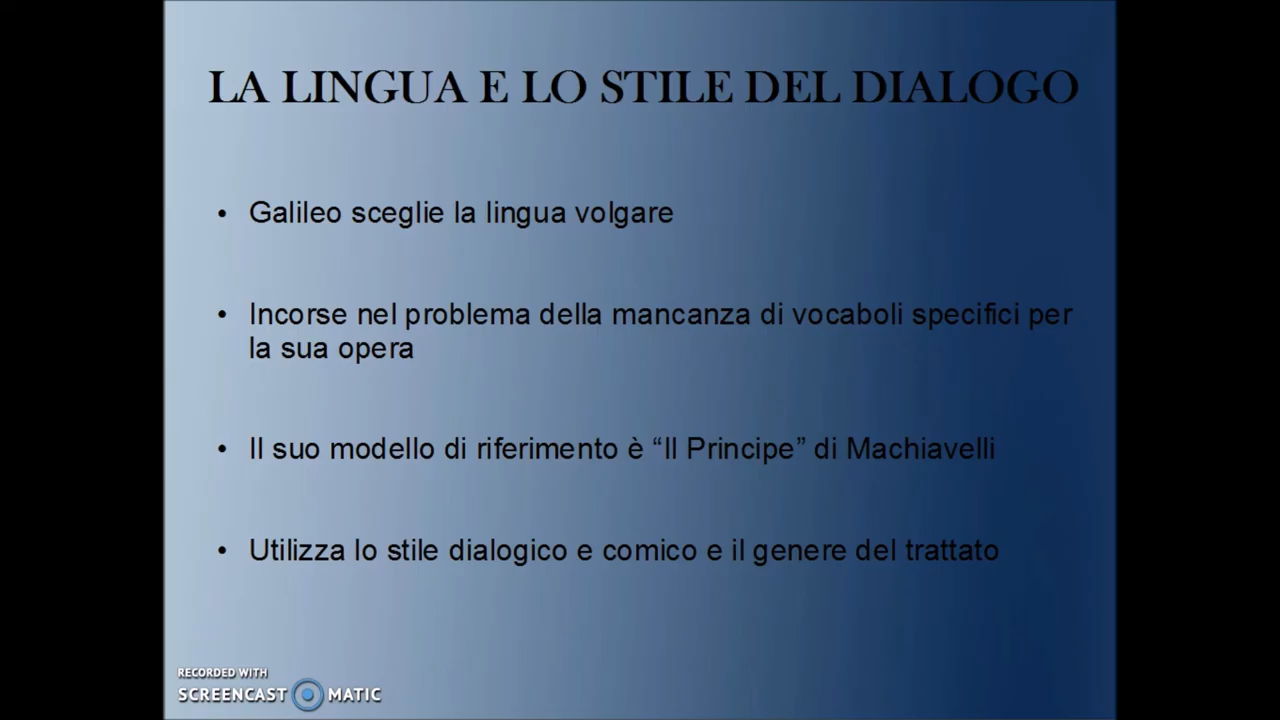 LA LINGUA E LO STILE DEL DIALOGO
• Galileo sceglie la lingua volgare
• Incorse nel problema della mancanza di vocaboli specifici per
la sua opera
• Il suo modello di riferimento è “Il Principe” di Machiavelli
• Utilizza lo stile dialogico e comico e il genere del trattato
RECORDED WITH
SCREENCAST MATIC